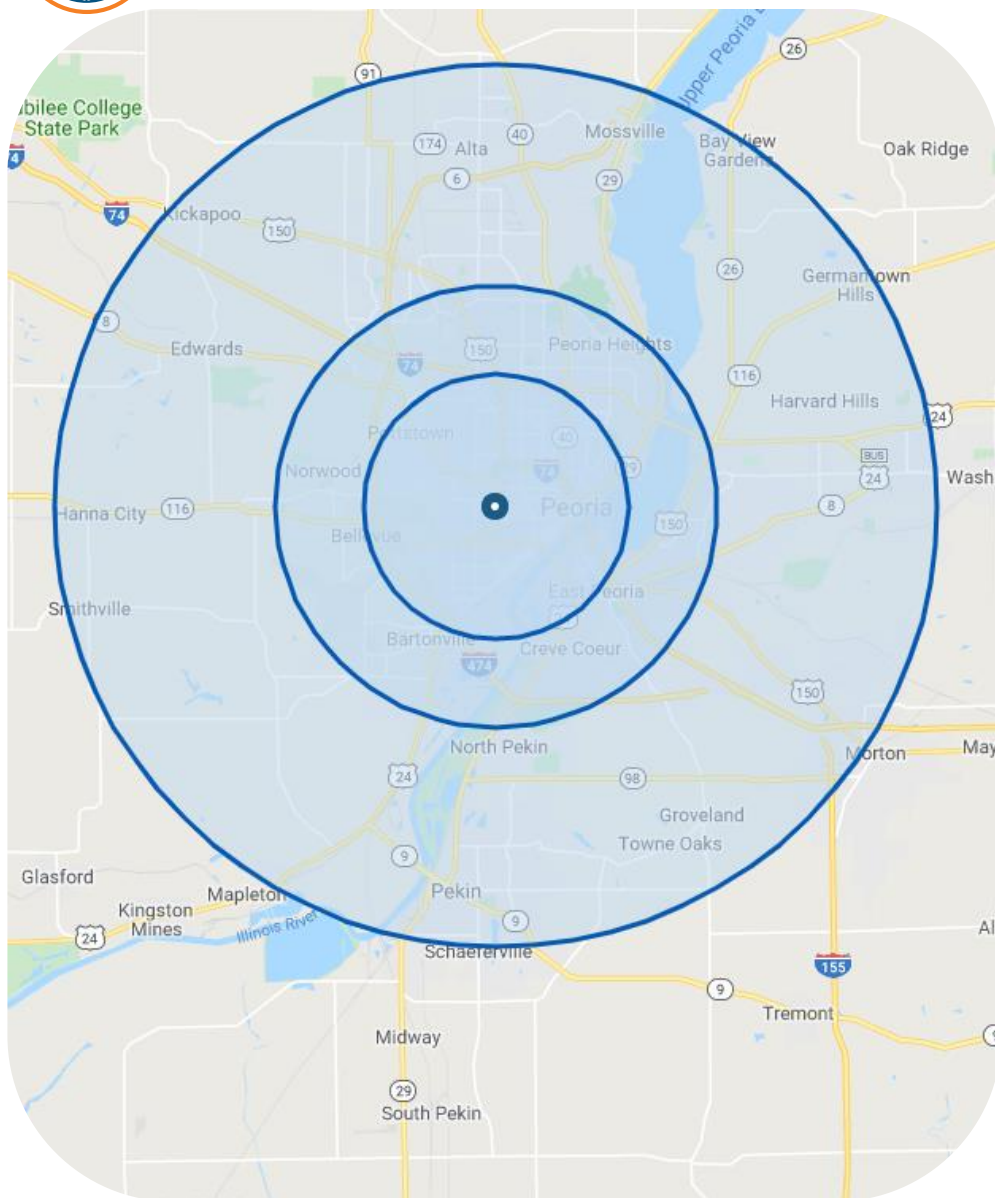 26
Upper Peoria
91
ubilee College
State Park
174
Alta
40
Mossville
Bay View
Gardens
Oak Ridge
74
6
29
Kickapoo
74
150
26
Germantown
Hills
8
Edwards
150
Peoria Heights
74
116
Harvard Hills
24
Pottstown
40
BUS
24
Norwood
74
29
Wash
Hanna City
116
Peoria
150
8
Bellevue
Smithville
East Peoria
Bartonville
Creve Coeur
474
150
North Pekin
Morton
May
24
98
Groveland
Towne Oaks
9
Glasford
Mapleton
Pekin
Kingston
Mines
Illinois River
9
24
Schaeferville
Al
155
9
Tremont
Midway
29
South Pekin